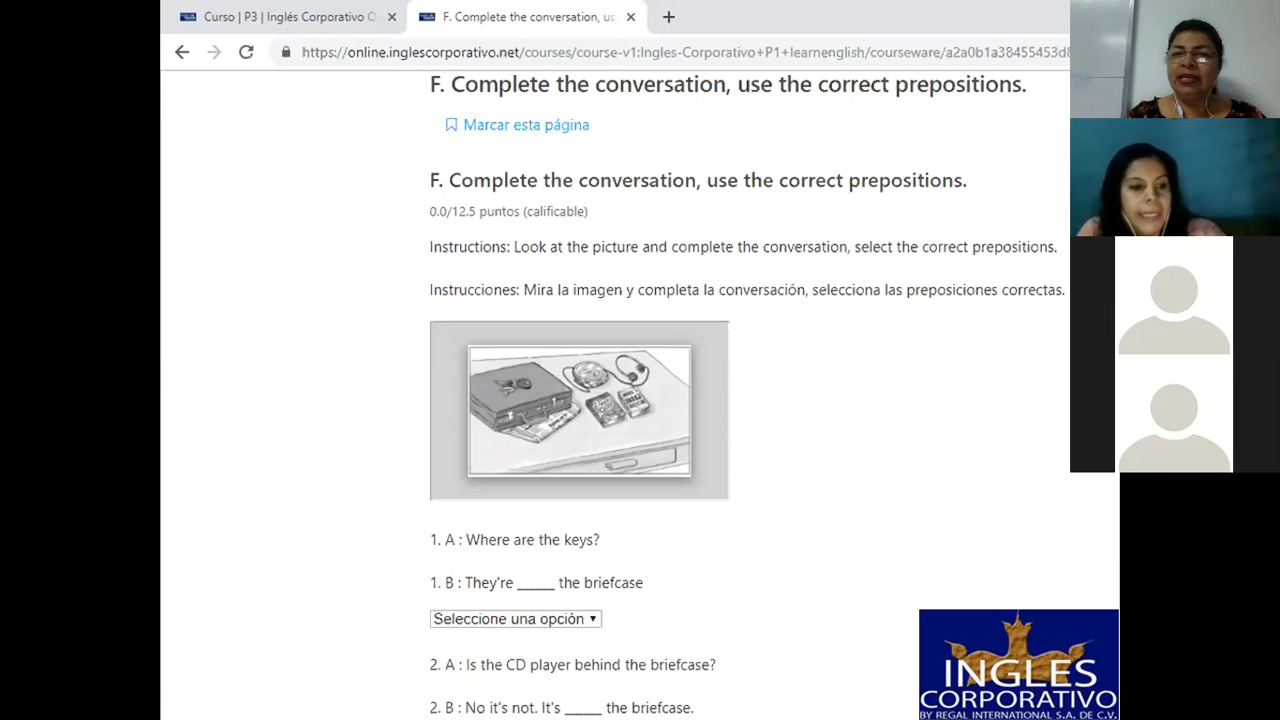 Curso | P3 | Inglés Corporativo O
F. Complete the conversation, us
https://online.inglescorporativo.net/courses/course-v1:Ingles-Corporativo+P1+learnenglish/courseware/a2a0b1a38455453d8
F. Complete the conversation, use the correct prepositions.
Marcar esta página
F. Complete the conversation, use the correct prepositions.
0.0/12.5 puntos (calificable)
Instructions: Look at the picture and complete the conversation, select the correct prepositions.
Instrucciones: Mira la imagen y completa la conversación, selecciona las preposiciones correctas.
1. A : Where are the keys?
1. B : They're ______ the briefcase
Seleccione una opción
2. A : Is the CD player behind the briefcase?
2. B : No it's not. It's ______ the briefcase.
INGLES
CORPORATIVO
BY REGAL INTERNATIONAL S.A. DE C.V.